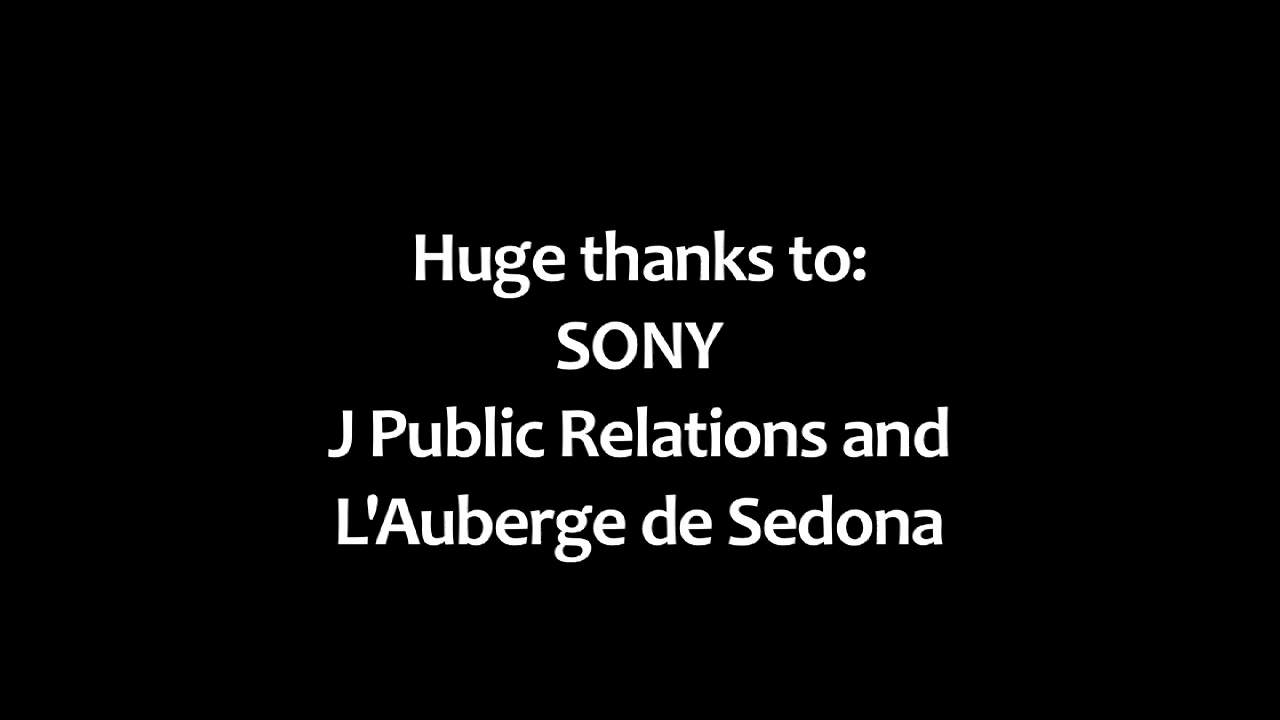 Huge thanks to:
SONY
J Public Relations and
L'Auberge de Sedona